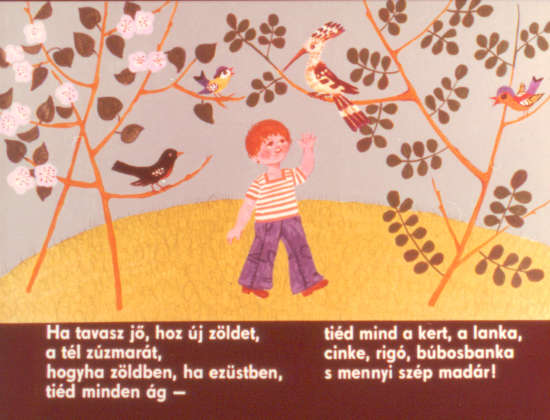 Ha tavasz jő, hoz új zöldet,
a tél zúzmarát,
hogyha zöldben, ha ezüstben,
tiéd minden ág —
tiéd mind a kert, a lanka,
cinke, rigó, búbosbanka
s mennyi szép madár!